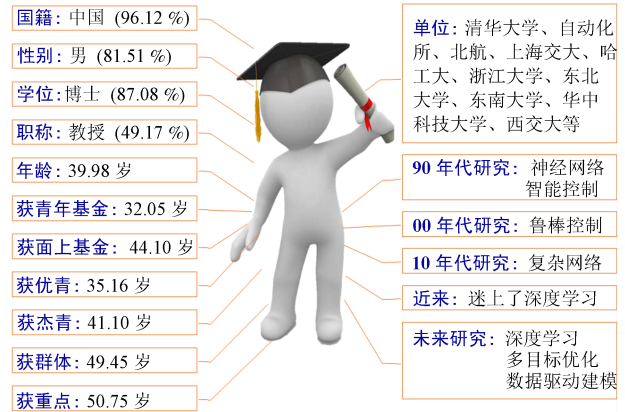 国籍：中国 (96.12 %)
性别：男 (81.51 %)
学位：博士 (87.08 %)
职称：教授 (49.17 %)
年龄：39.98 岁
获青年基金：32.05 岁
获面上基金：44.10 岁
获优青：35.16 岁
获杰青：41.10 岁
获群体：49.45 岁
获重点：50.75 岁
单位：清华大学、自动化
所、北航、上海交大、哈
工大、浙江大学、东北
大学、东南大学、华中
科技大学、西交大等
90 年代研究：神经网络
智能控制
00 年代研究：鲁棒控制
10 年代研究：复杂网络
近来：迷上了深度学习
未来研究：深度学习
多目标优化
数据驱动建模